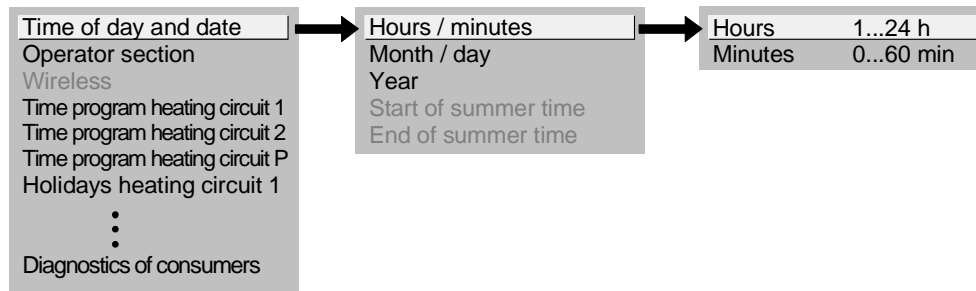 Time of day and date
Operator section
Wireless
Time program heating circuit 1
Time program heating circuit 2
Time program heating circuit P
Holidays heating circuit 1
Diagnostics of consumers
Hours / minutes
Month / day
Year
Start of summer time
End of summer time
Hours 1...24 h
Minutes 0...60 min